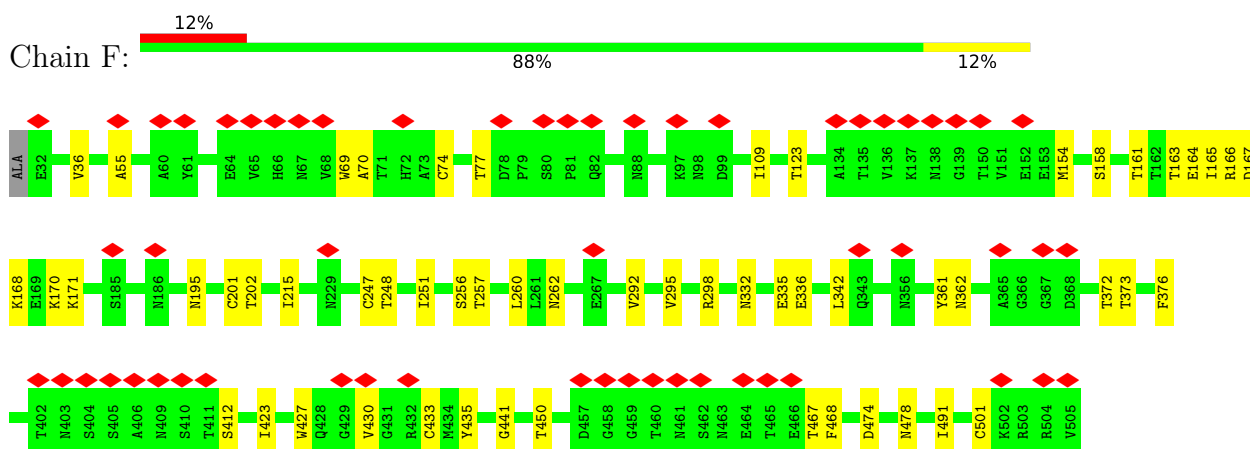 12%
Chain F:
88%
12%
ALA E32 V36 A55 A60 Y61 E64 V65 H66 N67 V68 W69 A70 T71 H72 A73 C74 T77 D78 P79 S80 P81 Q82 N88 K97 N98 D99 I109 T123 A134 T135 V136 K137 N138 G139 T150 V151 E152 E153 M154 S158 T161 T162 T163 E164 I165 R166 D167
K168 E169 K170 K171 S185 N186 N195 C201 T202 I215 N229 C247 T248 I251 S256 T257 L260 L261 N262 E267 V292 V295 R298 N332 E335 E336 L342 Q343 N356 Y361 N362 A365 G366 G367 D368 T372 T373 F376
T402 N403 S404 S405 A406 N409 S410 T411 S412 I423 W427 Q428 G429 V430 G431 R432 C433 M434 Y435 G441 T450 D457 G458 G459 T460 N461 S462 N463 E464 T465 E466 T467 F468 D474 N478 I491 C501 K502 R503 R504 V505